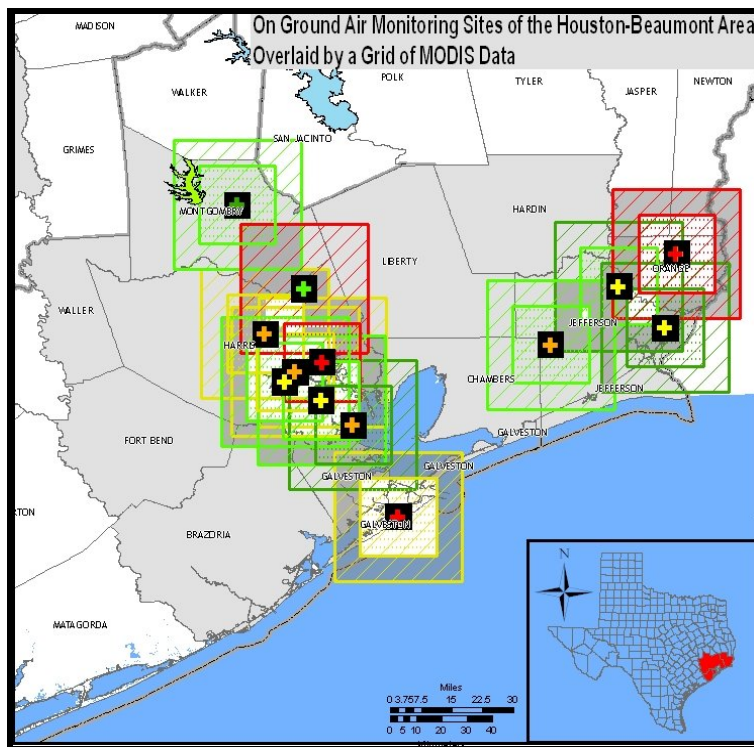 On Ground Air Monitoring Sites of the Houston-Beaumont Area
Overlaid by a Grid of MODIS Data
MADISON
POLK
TYLER
JASPER
NEWTON
WALKER
SAN JACINTO
GRIMES
MONTGOMERY
HARDIN
LIBERTY
ORANGE
WALLER
JEFFERSON
HARRIS
CHAMBERS
JEFFERSON
FORT BEND
GALVESTON
GALVESTON
GALVESTON
GALVESTON
BRAZORIA
MATAGORDA
N
Miles
0 3.75 7.5 15 22.5 30
0 5 10 20 30 40